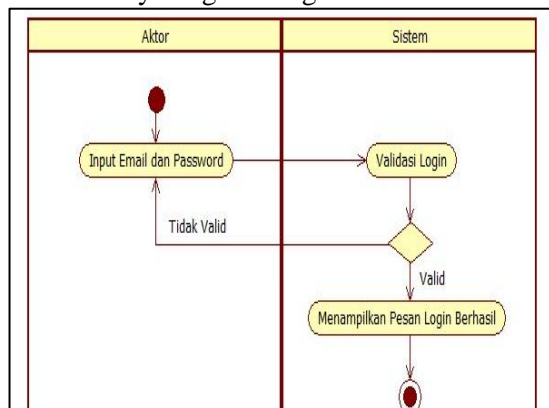 Aktor
Sistem
Input Email dan Password
Validasi Login
Tidak Valid
Valid
Menampilkan Pesan Login Berhasil